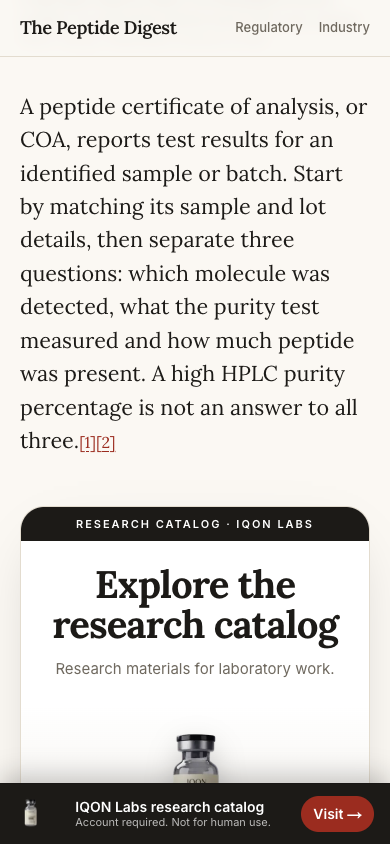 The Peptide Digest
Regulatory Industry
A peptide certificate of analysis, or
COA, reports test results for an
identified sample or batch. Start
by matching its sample and lot
details, then separate three
questions: which molecule was
detected, what the purity test
measured and how much peptide
was present. A high HPLC purity
percentage is not an answer to all
three.[1][2]
RESEARCH CATALOG · IQON LABS
Explore the
research catalog
Research materials for laboratory work.
IQON
IQON Labs research catalog
Account required. Not for human use.
Visit →